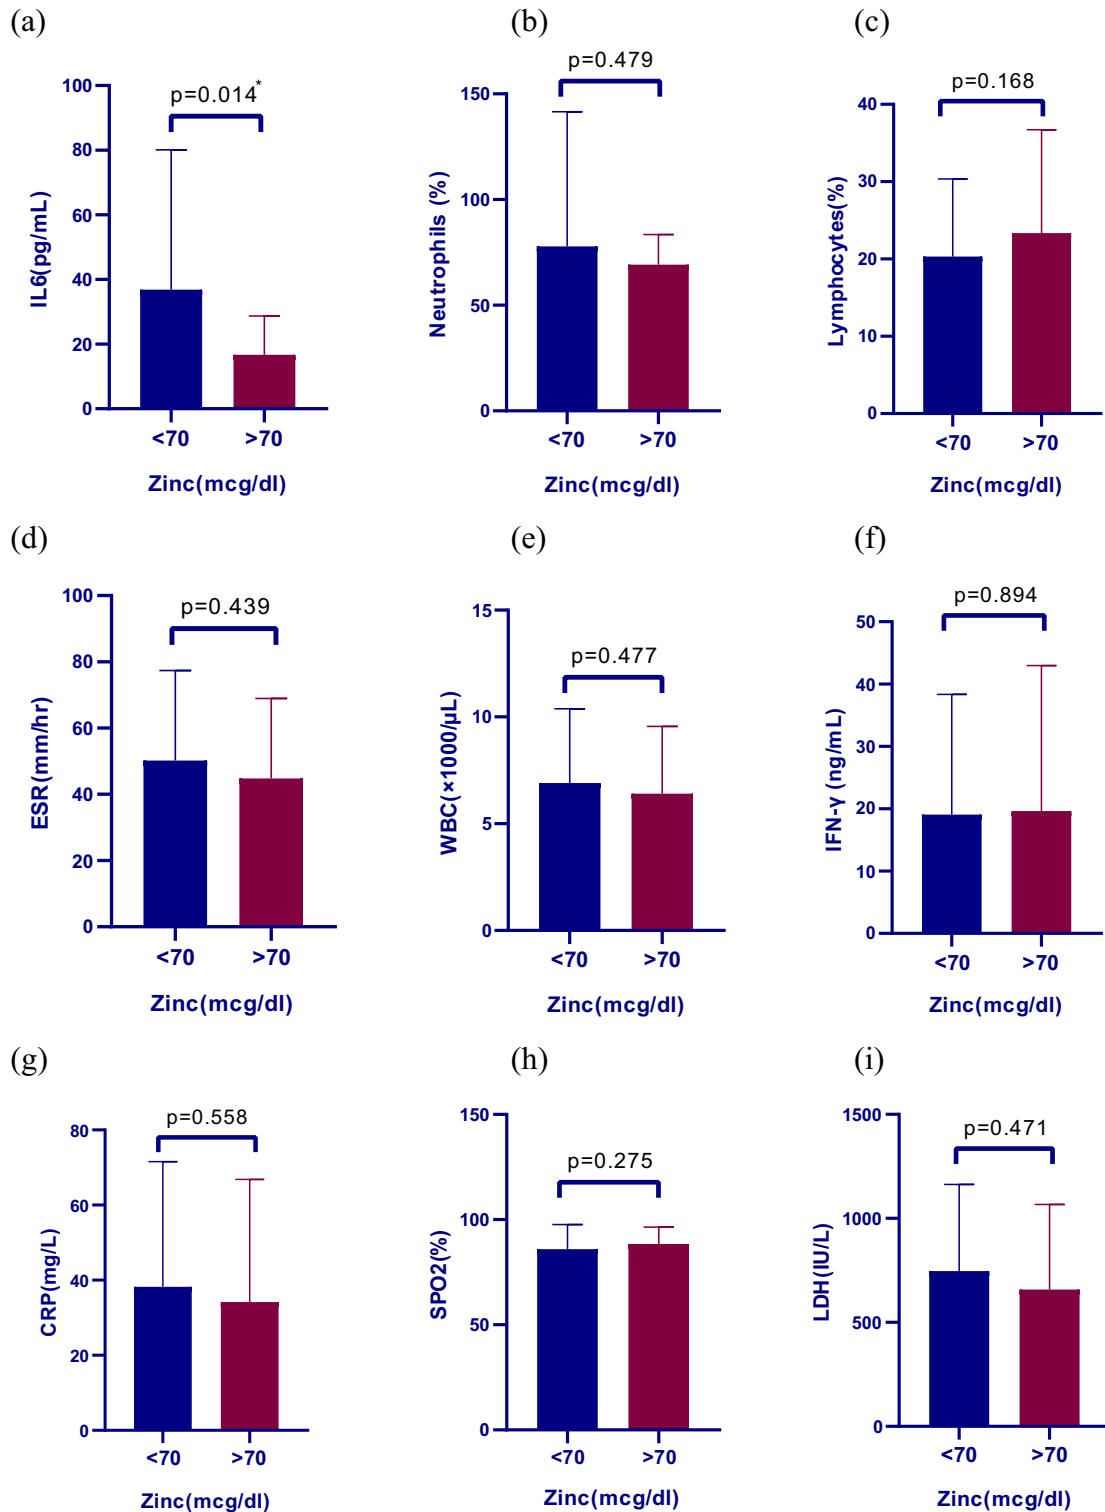 (a)
(b)
(c)
p=0.014*
100
80
60
40
20
0
IL6(pg/mL)
<70 >70
Zinc(mcg/dl)
p=0.479
150
100
50
0
Neutrophils (%)
<70 >70
Zinc(mcg/dl)
p=0.168
40
30
20
10
0
Lymphocytes(%)
<70 >70
Zinc(mcg/dl)
(d)
(e)
(f)
p=0.439
100
80
60
40
20
0
ESR(mm/hr)
<70 >70
Zinc(mcg/dl)
p=0.477
15
10
5
0
WBC(×1000/µL)
<70 >70
Zinc(mcg/dl)
p=0.894
50
40
30
20
10
0
IFN-γ (ng/mL)
<70 >70
Zinc(mcg/dl)
(g)
(h)
(i)
p=0.558
80
60
40
20
0
CRP(mg/L)
<70 >70
Zinc(mcg/dl)
p=0.275
150
100
50
0
SPO2(%)
<70 >70
Zinc(mcg/dl)
p=0.471
1500
1000
500
0
LDH(IU/L)
<70 >70
Zinc(mcg/dl)